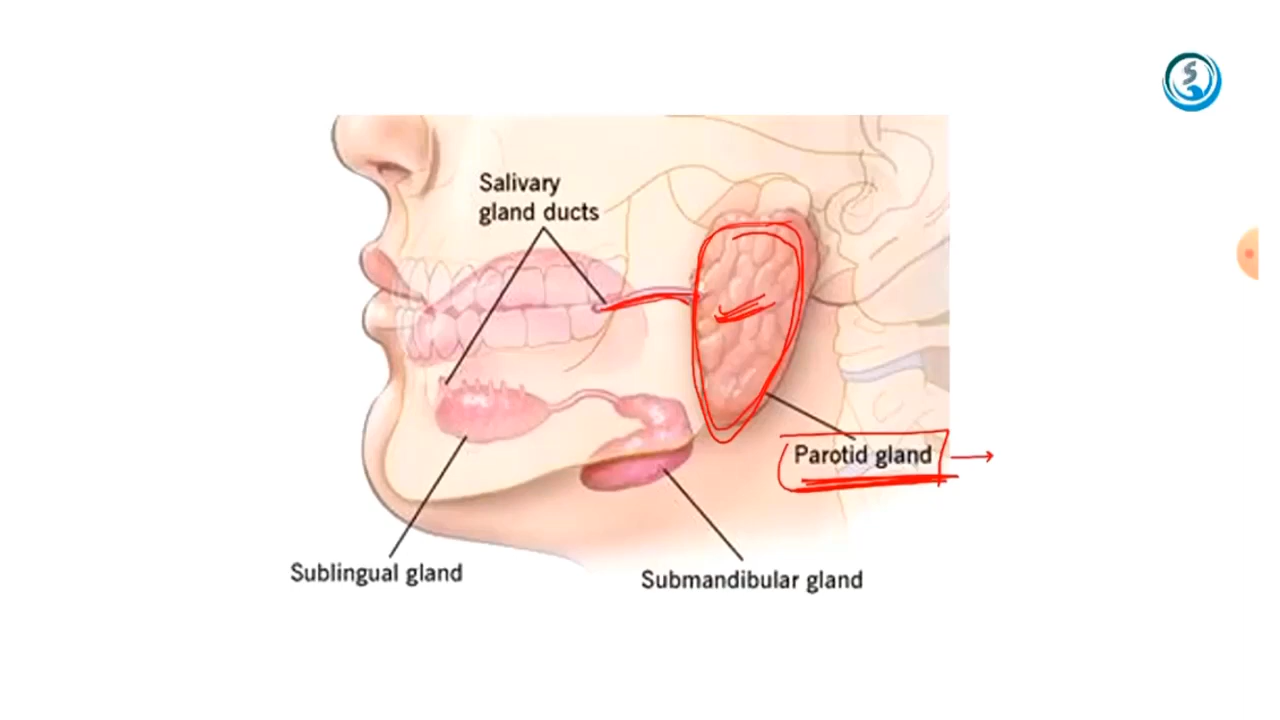 Salivary
gland ducts
Parotid gland
Sublingual gland
Submandibular gland
S